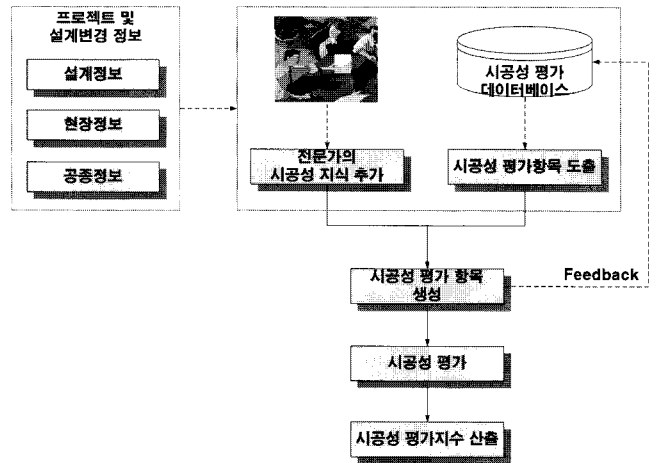 프로젝트 및
설계변경 정보
설계정보
현장정보
공종정보
시공성 평가
데이터베이스
전문가의
시공성 지식 추가
시공성 평가항목 도출
시공성 평가 항목
생성
Feedback
시공성 평가
시공성 평가지수 산출